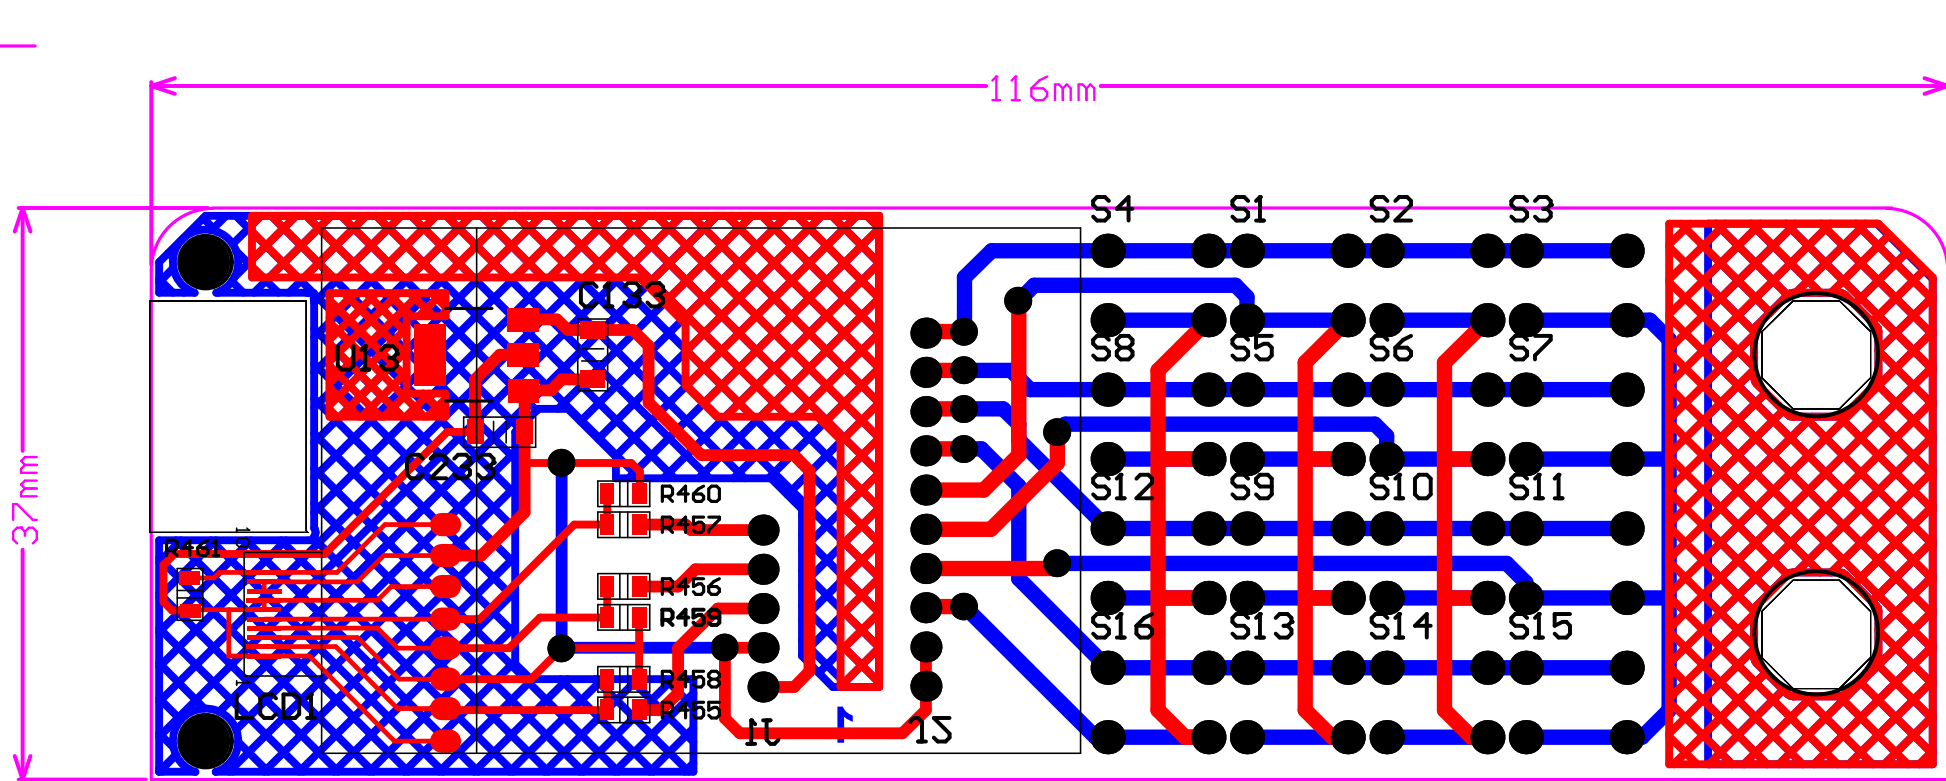 116mm
37mm
S4 S1 S2 S3
C133
U13
S8 S5 S6 S7
C233
R460
S12 S9 S10 S11
R457
R461
R456
R459
S16 S13 S14 S15
R458
LCD1
R455
J1
J2
1